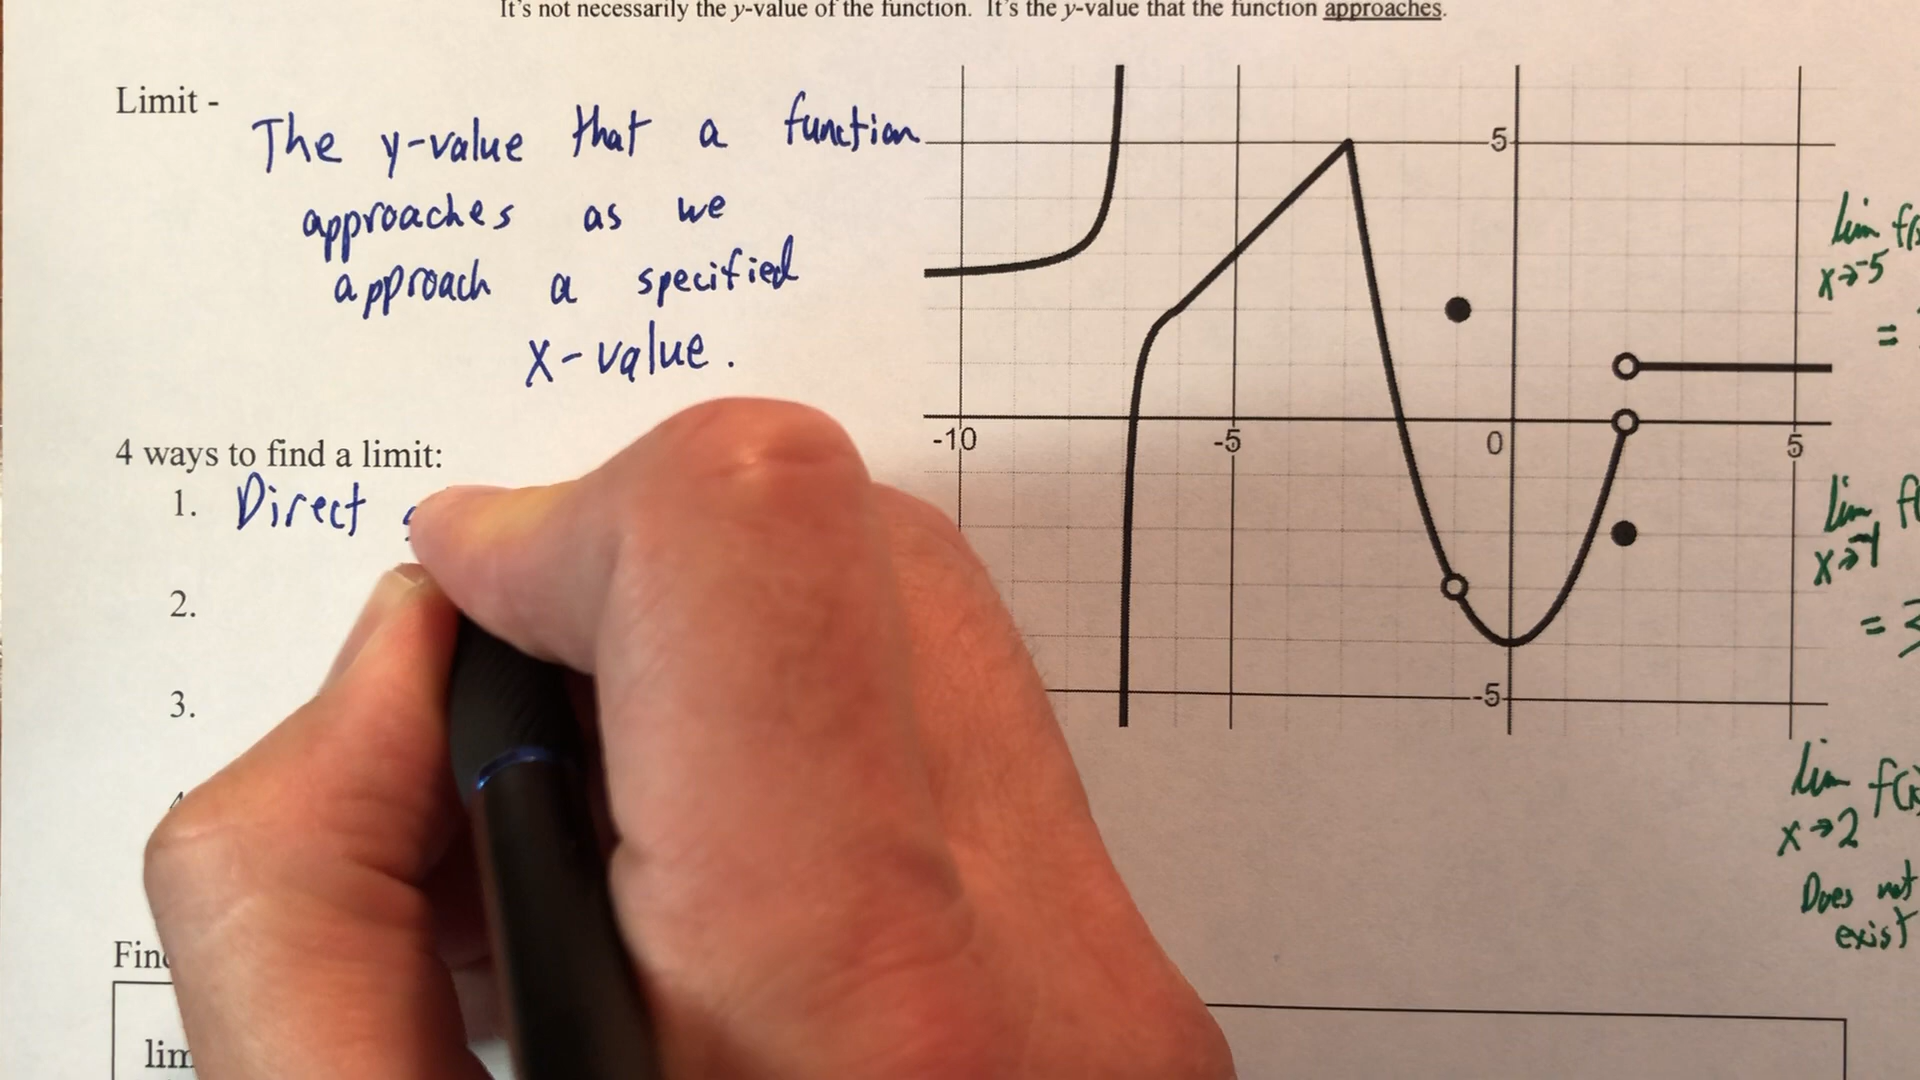 It's not necessarily the y-value of the function. It's the y-value that the function approaches.
Limit -
The y-value that a function
approaches as we
approach a specified
x-value.
4 ways to find a limit:
1. Direct
2.
3.
5
-10
-5
0
5
-5
lim
x→-5
=
lim
x→-1
=
lim f(x)
x→2
Does not
exist
lim